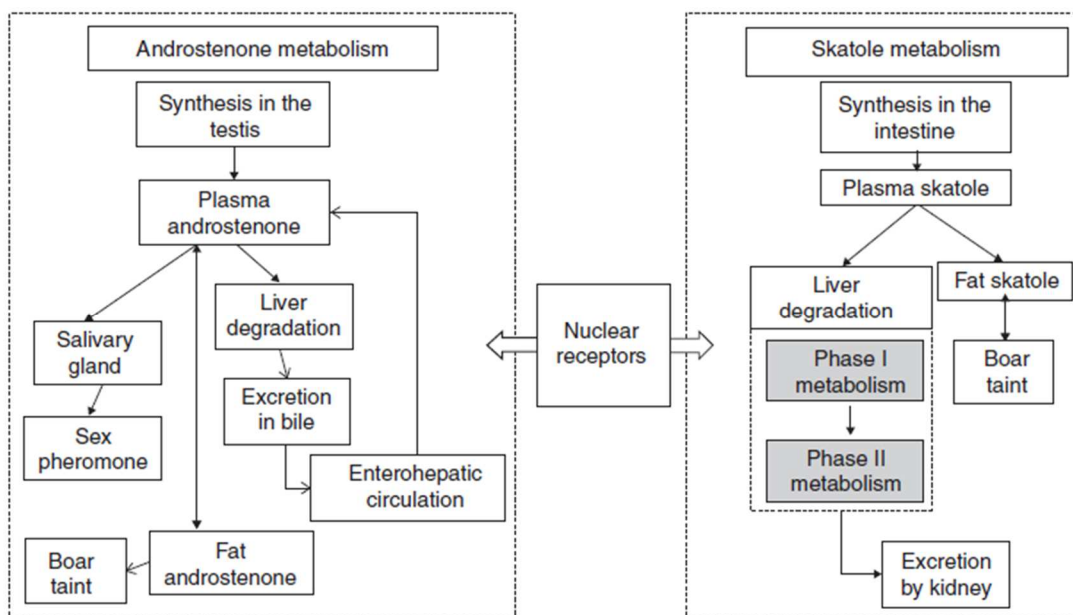 Androstenone metabolism
Synthesis in the
testis
Plasma
androstenone
Salivary
gland
Sex
pheromone
Liver
degradation
Excretion
in bile
Enterohepatic
circulation
Fat
androstenone
Boar
taint
Nuclear
receptors
Skatole metabolism
Synthesis in the
intestine
Plasma skatole
Liver
degradation
Phase I
metabolism
Phase II
metabolism
Fat skatole
Boar
taint
Excretion
by kidney